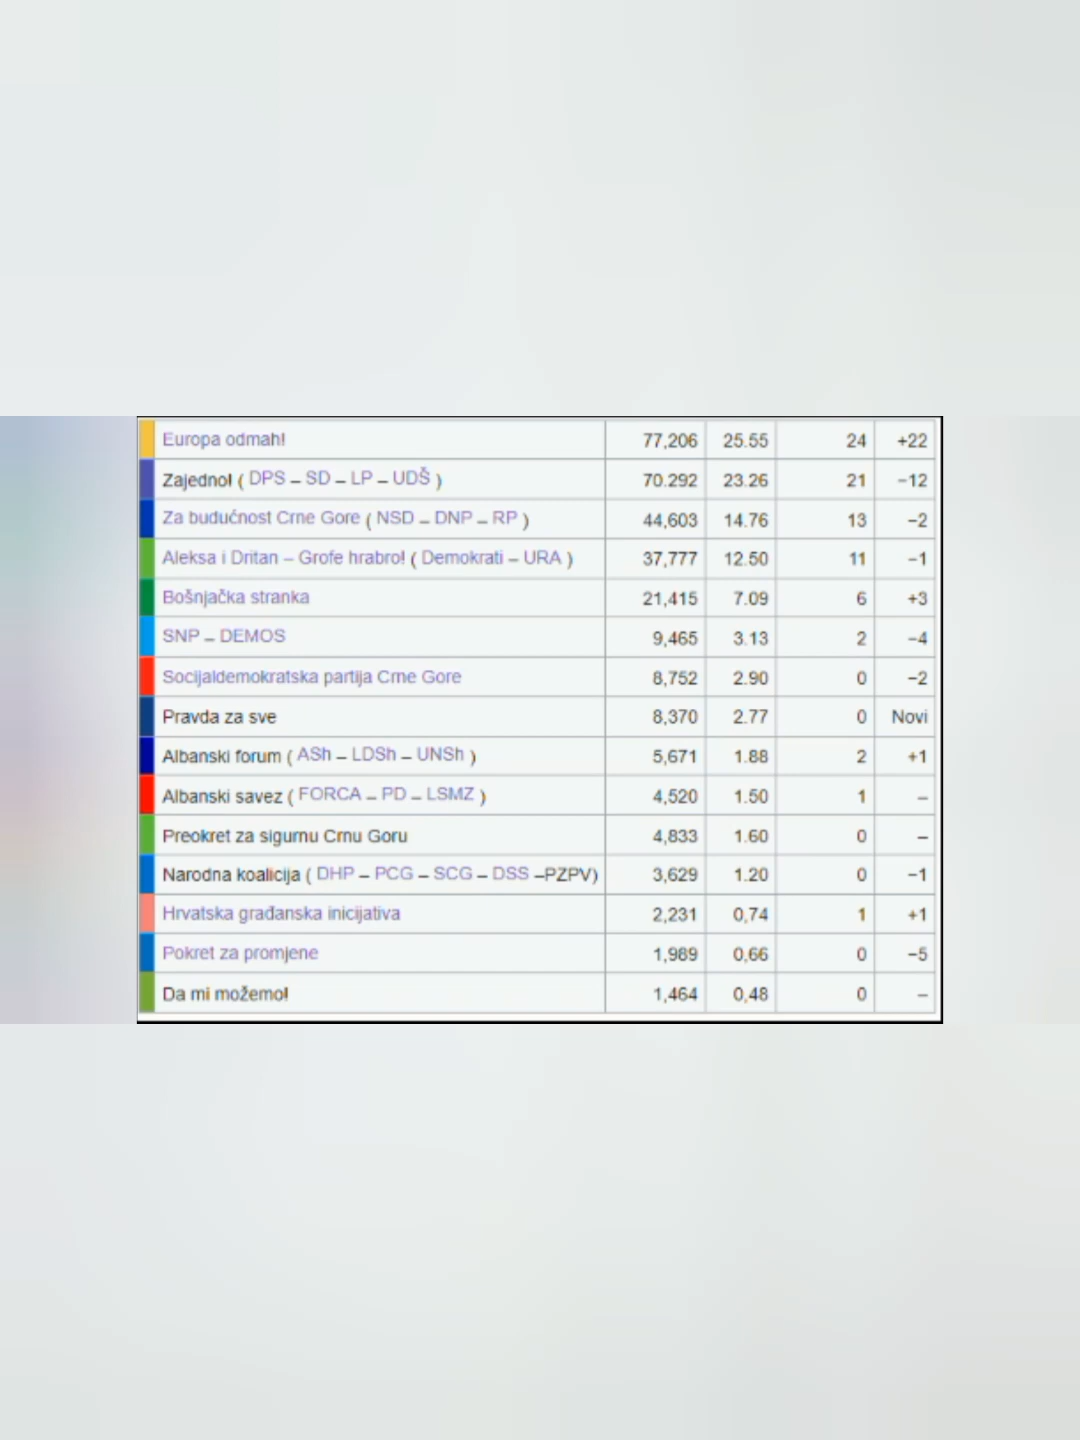 Europa odmah! 77,206 25.55 24 +22
Zajedno! ( DPS – SD – LP – UDŠ ) 70.292 23.26 21 −12
Za budućnost Crne Gore ( NSD – DNP – RP ) 44,603 14.76 13 −2
Aleksa i Dritan – Grofe hrabro! ( Demokrati – URA ) 37,777 12.50 11 −1
Bošnjačka stranka 21,415 7.09 6 +3
SNP – DEMOS 9,465 3.13 2 −4
Socijaldemokratska partija Crne Gore 8,752 2.90 0 −2
Pravda za sve 8,370 2.77 0 Novi
Albanski forum ( ASh – LDSh – UNSh ) 5,671 1.88 2 +1
Albanski savez ( FORCA – PD – LSMZ ) 4,520 1.50 1 –
Preokret za sigurnu Crnu Goru 4,833 1.60 0 –
Narodna koalicija ( DHP – PCG – SCG – DSS –PZPV) 3,629 1.20 0 −1
Hrvatska građanska inicijativa 2,231 0,74 1 +1
Pokret za promjene 1,989 0,66 0 −5
Da mi možemo! 1,464 0,48 0 –